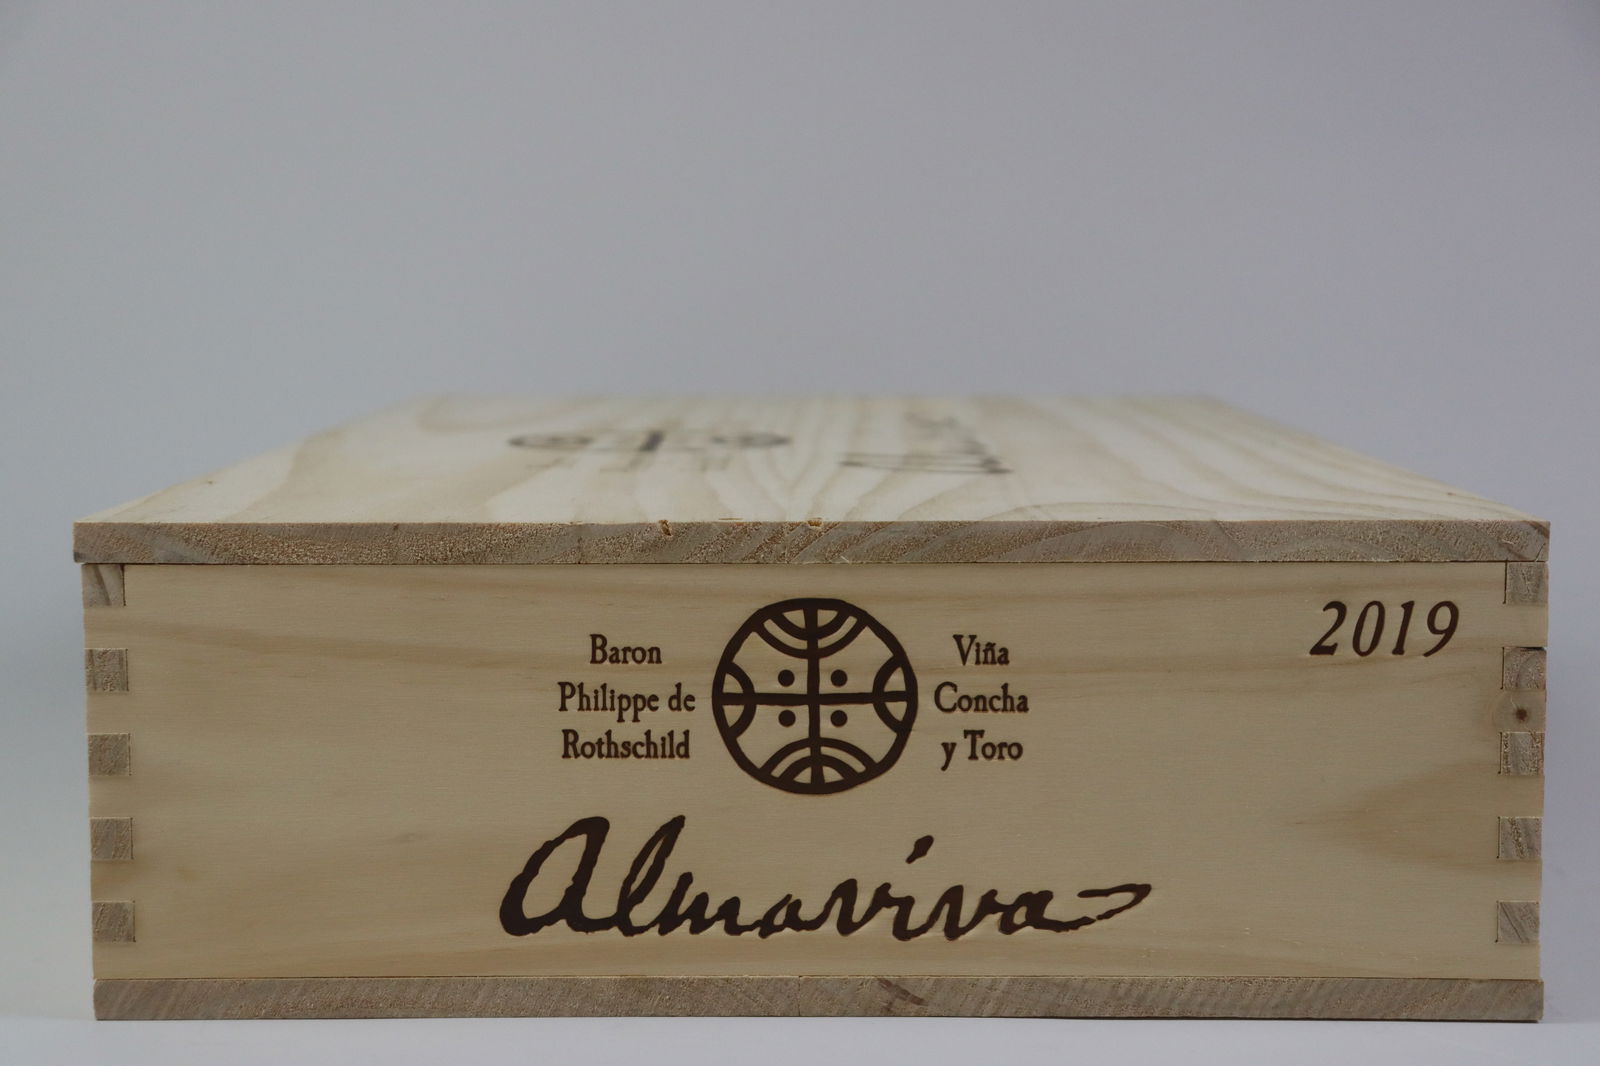 Baron
Philippe de
Rothschild
Viña
Concha
y Toro
2019
Almaviva